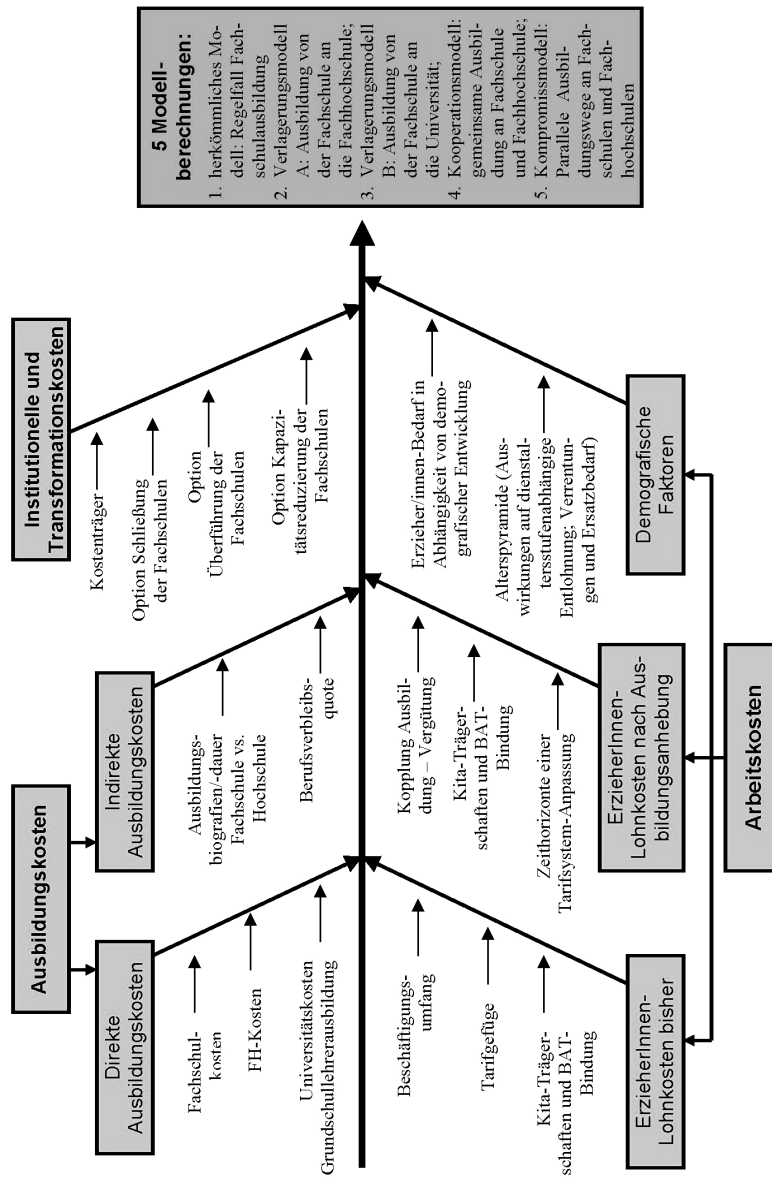 Ausbildungskosten
Institutionelle und
Transformationskosten
Direkte
Ausbildungskosten
Indirekte
Ausbildungskosten
Fachschul-
kosten
FH-Kosten
Universitätskosten
Grundschullehrerausbildung
Ausbildungs-
biografien/-dauer
Fachschule vs.
Hochschule
Berufsverbleibs-
quote
Kostenträger
Option Schließung
der Fachschulen
Option
Überführung der
Fachschulen
Option Kapazi-
tätsreduzierung der
Fachschulen
5 Modell-
berechnungen:
1. herkömmliches Mo-
dell: Regelfall Fach-
schulausbildung
2. Verlagerungsmodell
A: Ausbildung von
der Fachschule an
die Fachhochschule;
3. Verlagerungsmodell
B: Ausbildung von
der Fachschule an
die Universität;
4. Kooperationsmodell:
gemeinsame Ausbil-
dung an Fachschule
und Fachhochschule;
5. Kompromissmodell:
Parallele Ausbil-
dungswege an Fach-
schulen und Fach-
hochschulen
Beschäftigungs-
umfang
Tarifgefüge
Kita-Träger-
schaften und BAT-
Bindung
Kopplung Ausbil-
dung – Vergütung
Kita-Träger-
schaften und BAT-
Bindung
Zeithorizonte einer
Tarifsystem-Anpassung
Erzieher/innen-Bedarf in
Abhängigkeit von demo-
grafischer Entwicklung
Alterspyramide (Aus-
wirkungen auf dienstal-
tersstufenabhängige
Entlohnung; Verrentun-
gen und Ersatzbedarf)
ErzieherInnen-
Lohnkosten bisher
ErzieherInnen-
Lohnkosten nach Aus-
bildungsanhebung
Demografische
Faktoren
Arbeitskosten